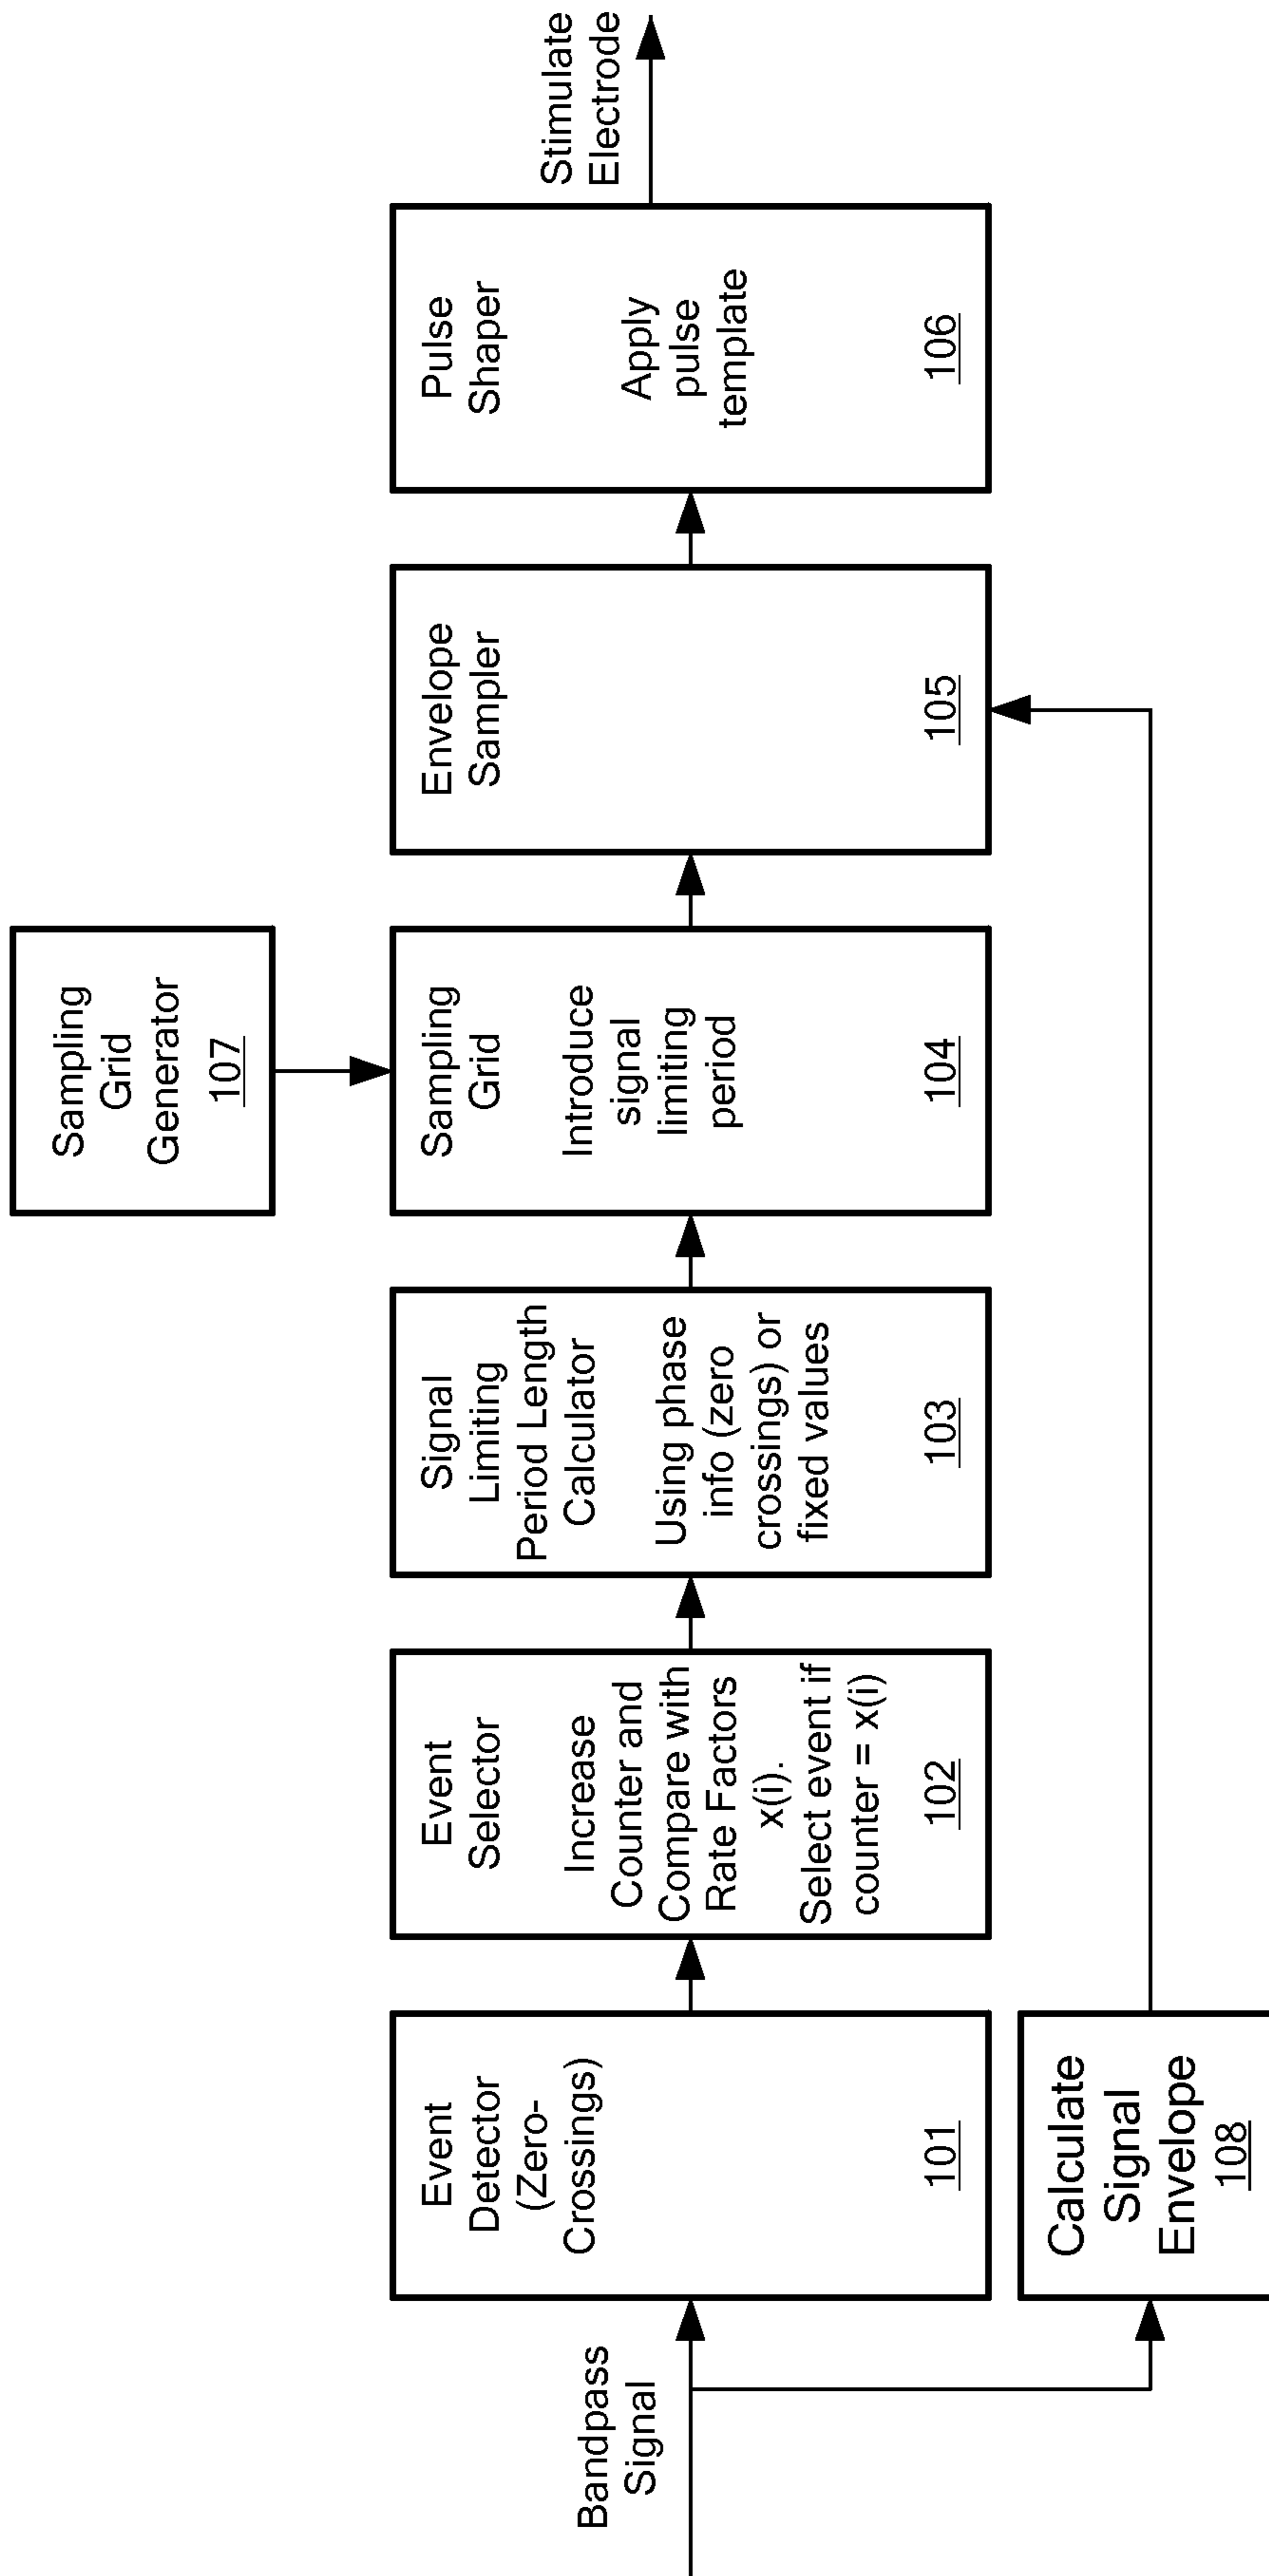 Bandpass
Signal
Event
Detector
(Zero-
Crossings)
101
Event
Selector
Increase
Counter and
Compare with
Rate Factors
x(i).
Select event if
counter = x(i)
102
Signal
Limiting
Period Length
Calculator
Using phase
info (zero
crossings) or
fixed values
103
Sampling
Grid
Generator
107
Sampling
Grid
Introduce
signal
limiting
period
104
Envelope
Sampler
105
Pulse
Shaper
Apply
pulse
template
106
Stimulate
Electrode
Calculate
Signal
Envelope
108